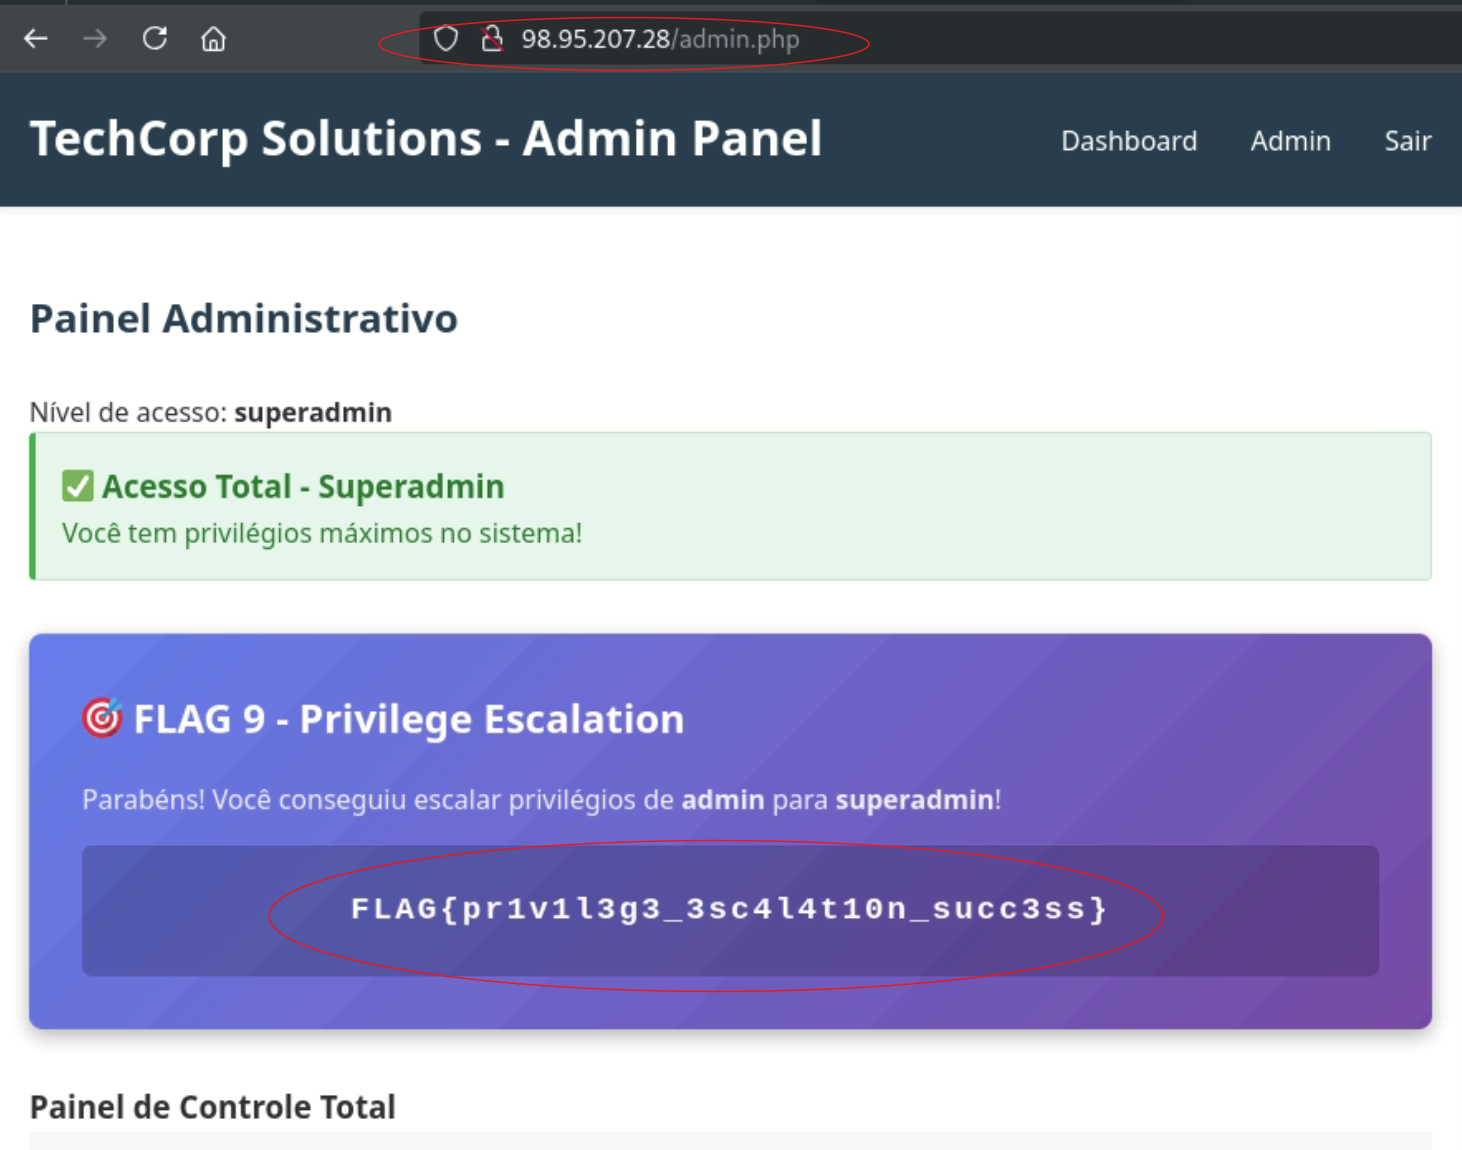 98.95.207.28/admin.php
TechCorp Solutions - Admin Panel
Dashboard Admin Sair
Painel Administrativo
Nível de acesso: superadmin
✅ Acesso Total - Superadmin
Você tem privilégios máximos no sistema!
🎯 FLAG 9 - Privilege Escalation
Parabéns! Você conseguiu escalar privilégios de admin para superadmin!
FLAG{pr1v1l3g3_3sc4l4t10n_succ3ss}
Painel de Controle Total